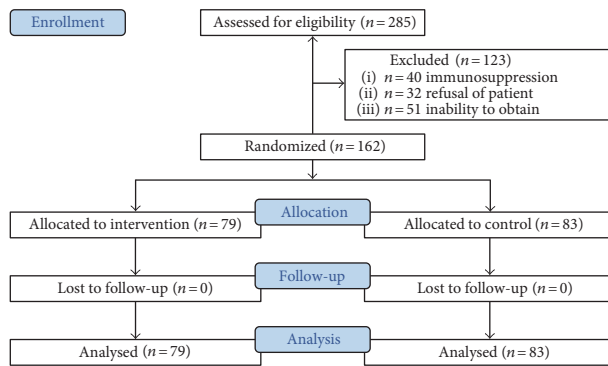 Enrollment
Assessed for eligibility (n = 285)
Excluded (n = 123)
(i) n = 40 immunosuppression
(ii) n = 32 refusal of patient
(iii) n = 51 inability to obtain
Randomized (n = 162)
Allocation
Allocated to intervention (n = 79)
Allocated to control (n = 83)
Follow-up
Lost to follow-up (n = 0)
Lost to follow-up (n = 0)
Analysis
Analysed (n = 79)
Analysed (n = 83)